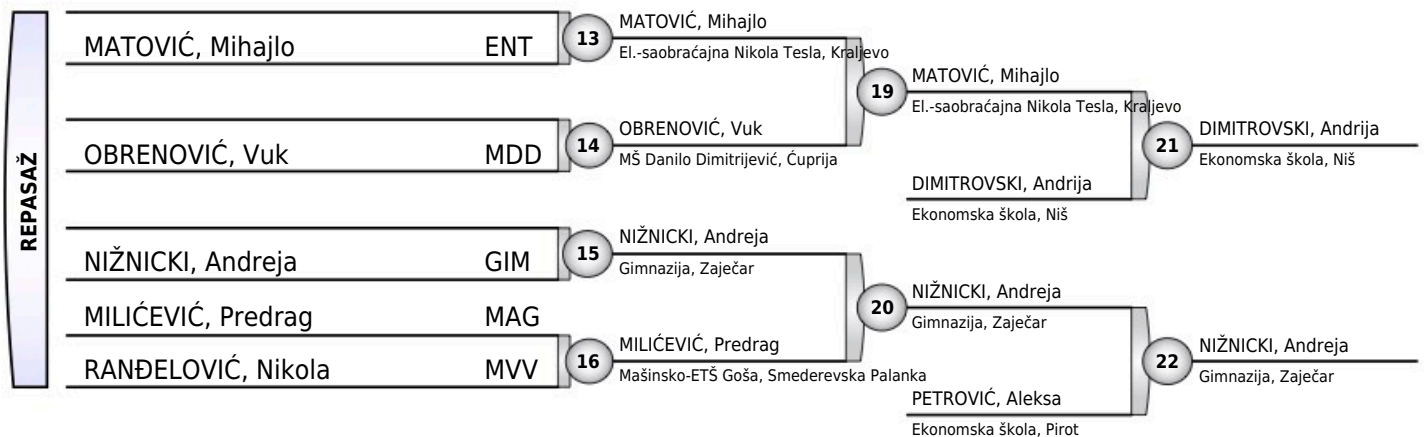 REPASAŽ
MATOVIĆ, Mihajlo ENT
OBRENOVIĆ, Vuk MDD
NIŽNICKI, Andreja GIM
MILIĆEVIĆ, Predrag MAG
RANĐELOVIĆ, Nikola MVV
13
MATOVIĆ, Mihajlo
El.-saobraćajna Nikola Tesla, Kraljevo
14
OBRENOVIĆ, Vuk
MŠ Danilo Dimitrijević, Ćuprija
15
NIŽNICKI, Andreja
Gimnazija, Zaječar
16
MILIĆEVIĆ, Predrag
Mašinsko-ETŠ Goša, Smederevska Palanka
19
MATOVIĆ, Mihajlo
El.-saobraćajna Nikola Tesla, Kraljevo
DIMITROVSKI, Andrija
Ekonomska škola, Niš
20
NIŽNICKI, Andreja
Gimnazija, Zaječar
PETROVIĆ, Aleksa
Ekonomska škola, Pirot
21
DIMITROVSKI, Andrija
Ekonomska škola, Niš
22
NIŽNICKI, Andreja
Gimnazija, Zaječar